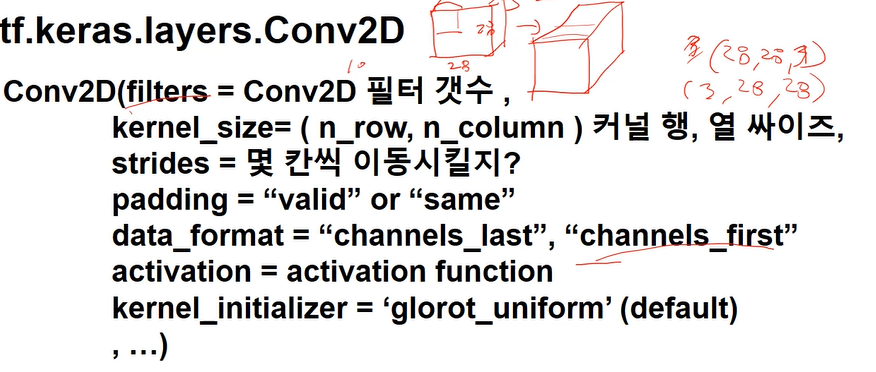 tf.keras.layers.Conv2D
28
28
(28,28,3)
(3,28,28)
10
Conv2D(filters = Conv2D 필터 갯수 ,
kernel_size= ( n_row, n_column ) 커널 행, 열 싸이즈,
strides = 몇 칸씩 이동시킬지?
padding = “valid” or “same”
data_format = “channels_last”, “channels_first”
activation = activation function
kernel_initializer = ‘glorot_uniform’ (default)
, …)